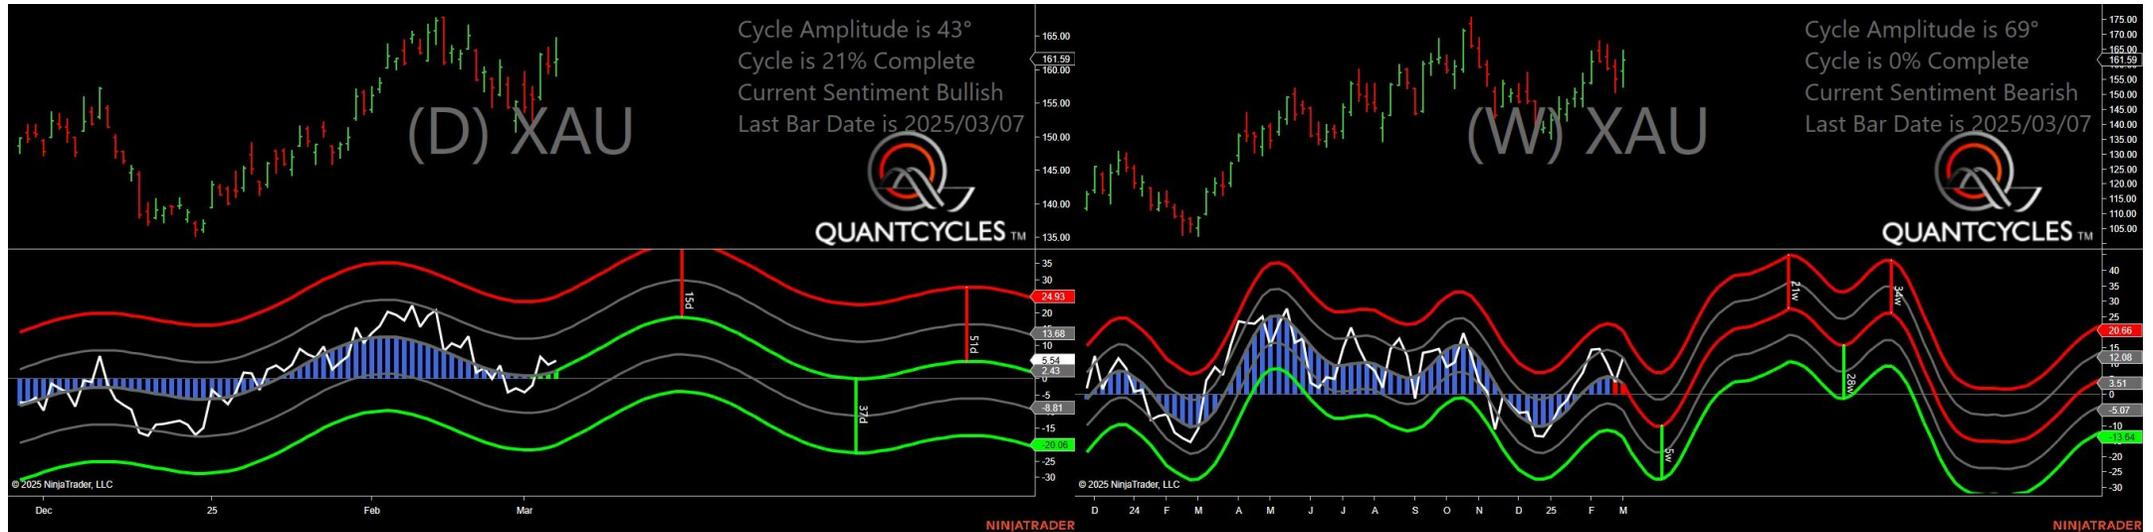 Cycle Amplitude is 43°
Cycle is 21% Complete
Current Sentiment Bullish
Last Bar Date is 2025/03/07
(D) XAU
QUANTCYCLES TM
165.00
161.59
160.00
155.00
150.00
145.00
140.00
135.00
35
30
24.93
20
13.68
10
5.54
2.43
0
-5
-8.81
-15
-20.06
-25
-30
15d
37d
51d
© 2025 NinjaTrader, LLC
Dec
25
Feb
Mar
NINJATRADER
Cycle Amplitude is 69°
Cycle is 0% Complete
Current Sentiment Bearish
Last Bar Date is 2025/03/07
(W) XAU
QUANTCYCLES TM
175.00
170.00
165.00
161.59
155.00
150.00
145.00
140.00
135.00
130.00
125.00
120.00
115.00
110.00
105.00
40
35
30
25
20.66
15
12.08
3.51
0
-5.07
-10
-13.64
-20
-25
-30
5w
21w
28w
34w
© 2025 NinjaTrader, LLC
D 24 F M A M J J A S O N D 25 F M
NINJATRADER